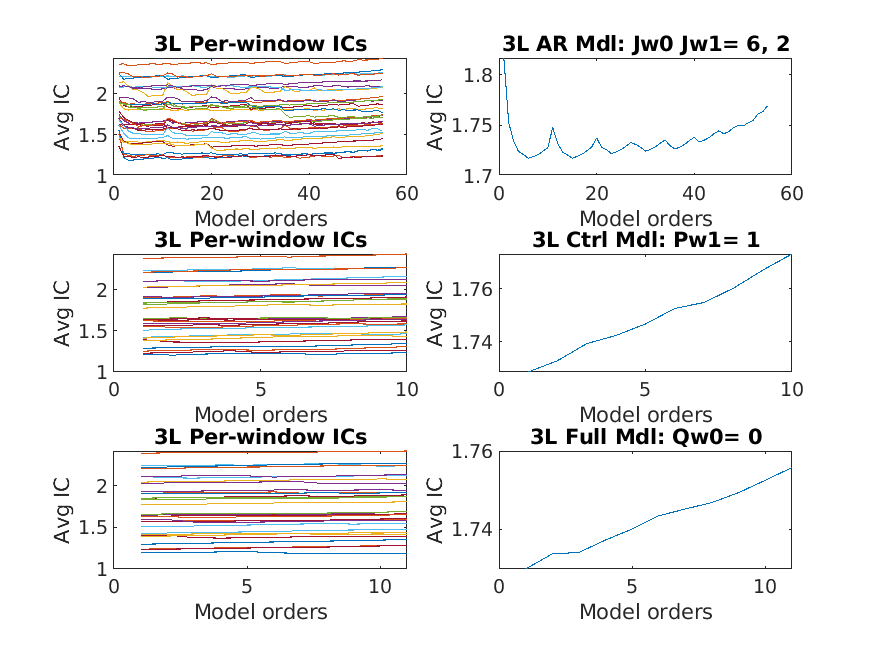 3L Per-window ICs
Avg IC
2
1.5
1
0
20
40
60
Model orders
3L AR Mdl: Jw0 Jw1= 6, 2
Avg IC
1.8
1.75
1.7
0
20
40
60
Model orders
3L Per-window ICs
Avg IC
2
1.5
1
0
5
10
Model orders
3L Ctrl Mdl: Pw1= 1
Avg IC
1.76
1.74
0
5
10
Model orders
3L Per-window ICs
Avg IC
2
1.5
1
0
5
10
Model orders
3L Full Mdl: Qw0= 0
Avg IC
1.76
1.74
0
5
10
Model orders